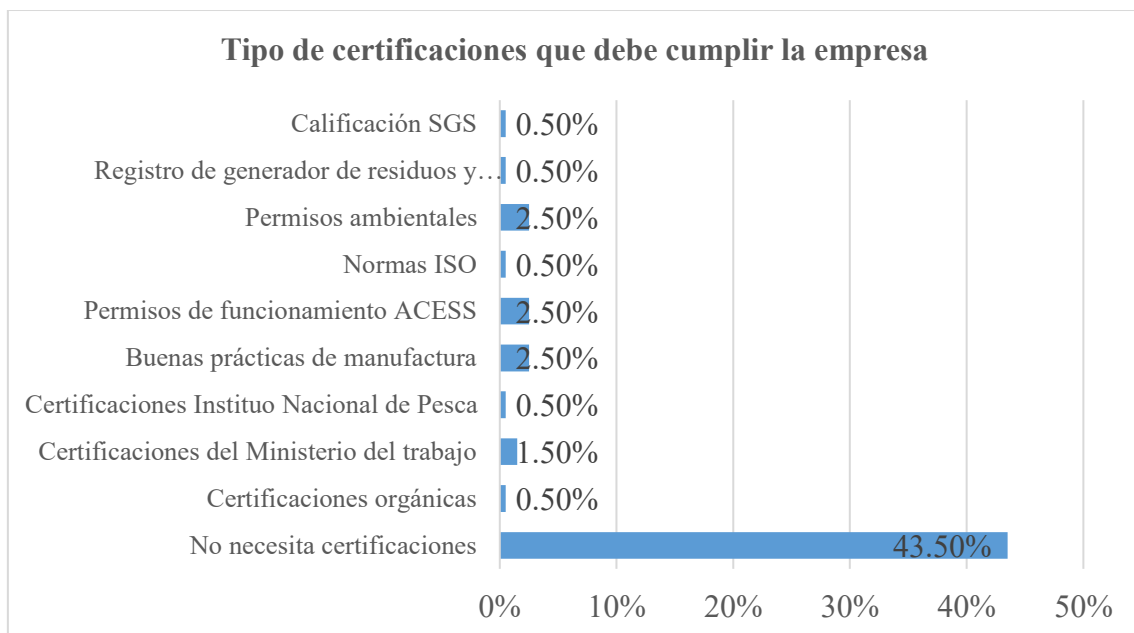 Tipo de certificaciones que debe cumplir la empresa
Calificación SGS 0.50%
Registro de generador de residuos y… 0.50%
Permisos ambientales 2.50%
Normas ISO 0.50%
Permisos de funcionamiento ACESS 2.50%
Buenas prácticas de manufactura 2.50%
Certificaciones Instituo Nacional de Pesca 0.50%
Certificaciones del Ministerio del trabajo 1.50%
Certificaciones orgánicas 0.50%
No necesita certificaciones 43.50%
0% 10% 20% 30% 40% 50%